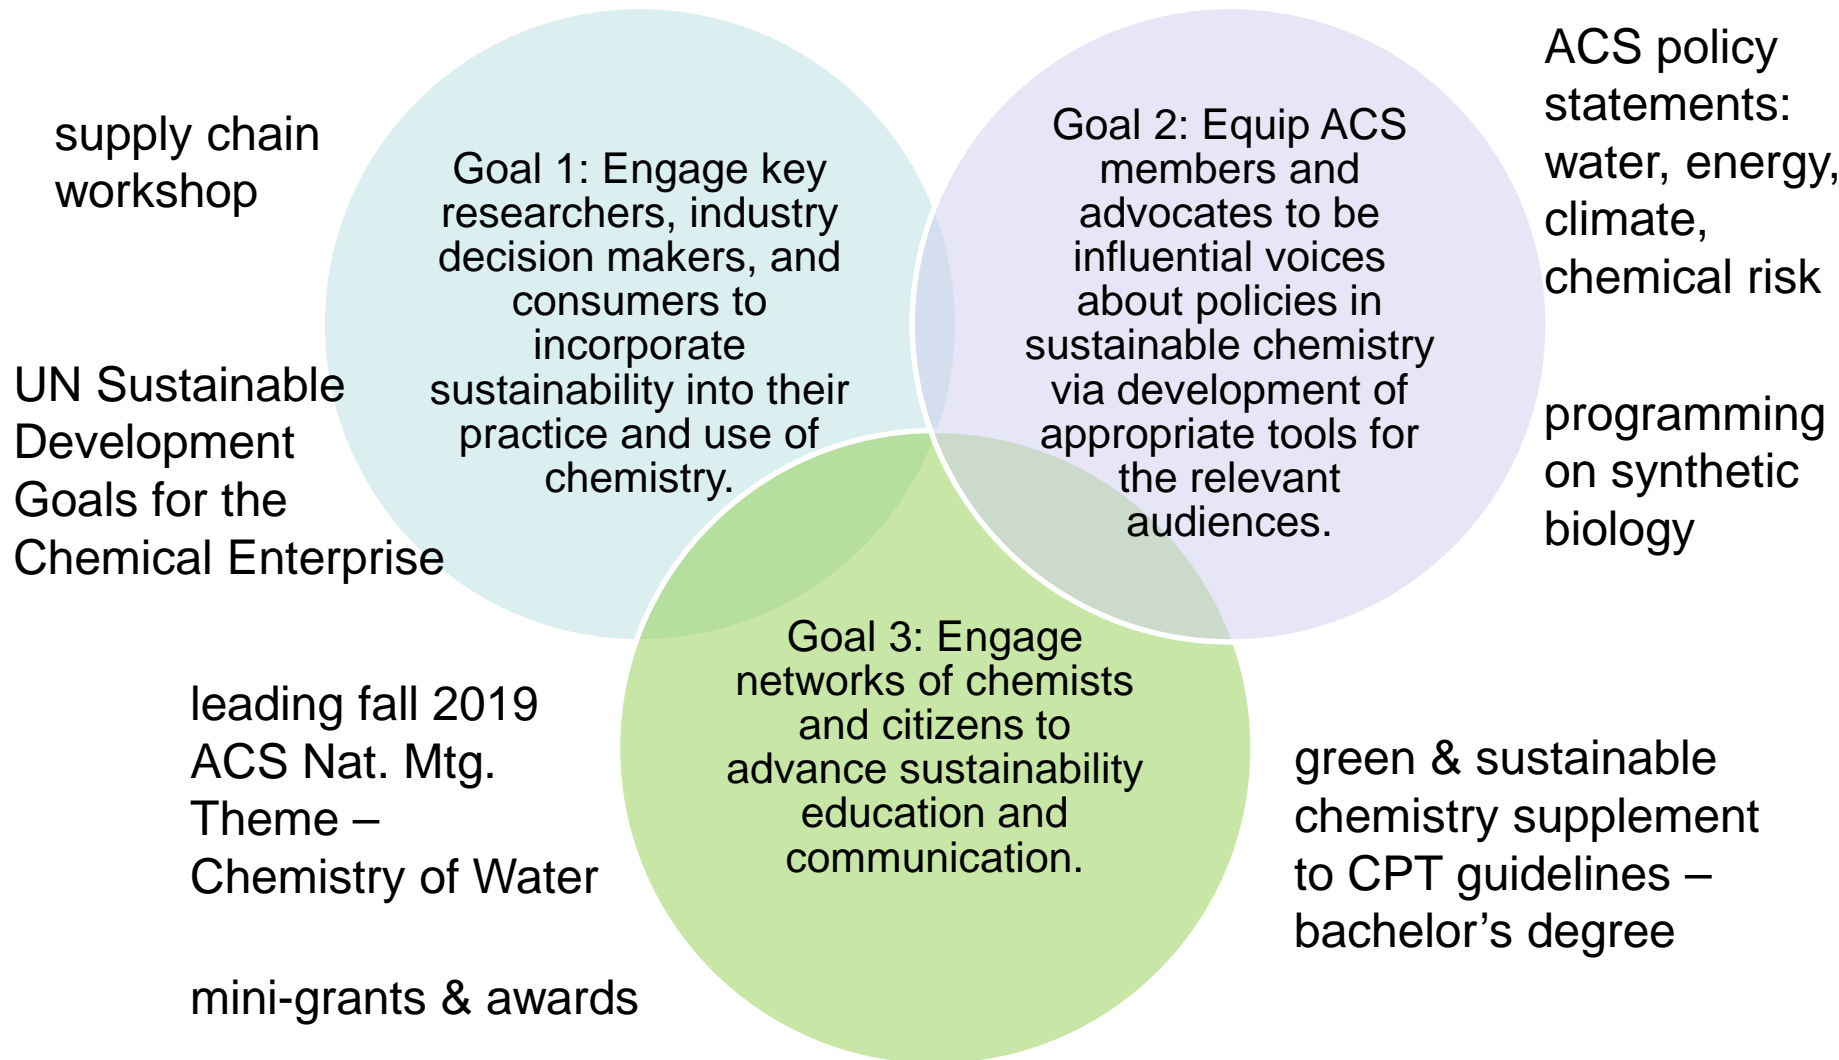 supply chain
workshop
UN Sustainable
Development
Goals for the
Chemical Enterprise
Goal 1: Engage key
researchers, industry
decision makers, and
consumers to
incorporate
sustainability into their
practice and use of
chemistry.
Goal 2: Equip ACS
members and
advocates to be
influential voices
about policies in
sustainable chemistry
via development of
appropriate tools for
the relevant
audiences.
ACS policy
statements:
water, energy,
climate,
chemical risk
programming
on synthetic
biology
leading fall 2019
ACS Nat. Mtg.
Theme –
Chemistry of Water
mini-grants & awards
Goal 3: Engage
networks of chemists
and citizens to
advance sustainability
education and
communication.
green & sustainable
chemistry supplement
to CPT guidelines –
bachelor’s degree